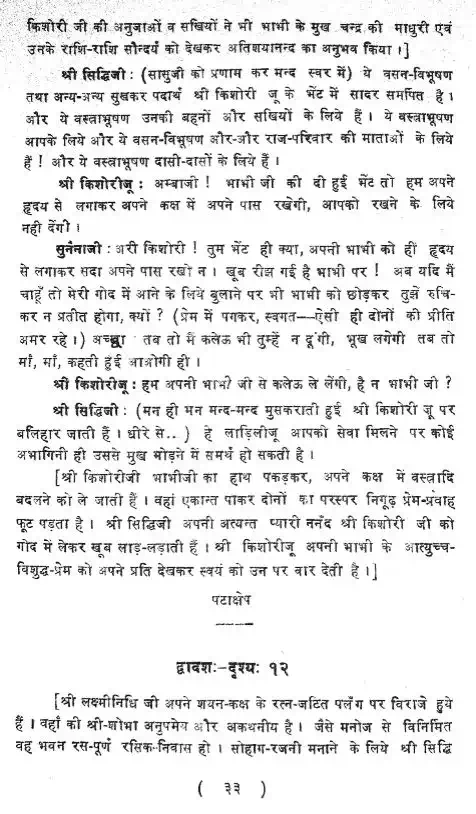 किशोरी जी की अनुजाओं व सखियों ने भी भाभी के मुख चन्द्र की माधुरी एवं
उनके राशि-राशि सौन्दर्य को देखकर अतिशयानन्द का अनुभव किया ।]
श्री सिद्धिजी : (सासुजी को प्रणाम कर मन्द स्वर में) ये वसन-विभूषण
तथा अन्य-अन्य सुखकर पदार्थ श्री किशोरी जू के भेंट में सादर समर्पित है ।
और ये वस्त्राभूषण उनकी बहनों और सखियों के लिये हैं । ये वस्त्राभूषण
आपके लिये और ये वसन-विभूषण और-और राज-परिवार की माताओं के लिये
हैं ! और ये वस्त्राभूषण दासी-दासों के लिये हैं ।
श्री किशोरीजू : अम्बाजी ! भाभी जी की दी हुई भेंट तो हम अपने
हृदय से लगाकर अपने कक्ष में अपने पास रखेगी, आपको रखने के लिये
नही देंगी ।
सुनैनाजी : अरी किशोरी ! तुम भेंट ही क्या, अपनी भाभी को ही हृदय
से लगाकर सदा अपने पास रखो न । खूब रीझ गई है भाभी पर ! अब यदि मैं
चाहूँ तो मेरी गोद में आने के लिये बुलाने पर भी भाभी को छोड़कर तुझे रुचि-
कर न प्रतीत होगा, क्यों ? (प्रेम में पगकर, स्वगत—ऐसी ही दोनों की प्रीति
अमर रहे ।) अच्छा तब तो मैं कलेऊ भी तुम्हें न दूंगी, भूख लगेगी तब तो
माँ, माँ, कहती हुई आओगी ही ।
श्री किशोरीजू : हम अपनी भाभी जी से कलेऊ ले लेंगी, है न भाभी जी ?
श्री सिद्धिजी : (मन ही मन मन्द-मन्द मुसकराती हुई श्री किशोरी जू पर
बलिहार जाती हैं । धीरे से..) हे लाड़िलीजू आपको सेवा मिलने पर कोई
अभागिनी ही उससे मुख मोड़ने में समर्थ हो सकती है ।
[श्री किशोरीजी भाभीजी का हाथ पकड़कर, अपने कक्ष में वस्त्रादि
बदलने को ले जाती हैं । वहां एकान्त पाकर दोनों का परस्पर निगूढ़ प्रेम-प्रवाह
फूट पड़ता है । श्री सिद्धिजी अपनी अत्यन्त प्यारी ननँद श्री किशोरी जी को
गोद में लेकर खूब लाड़-लड़ाती हैं । श्री किशोरीजू अपनी भाभी के आत्युच्च-
विशुद्ध-प्रेम को अपने प्रति देखकर स्वयं को उन पर वार देती है ।]
पटाक्षेप
द्वादशः-दृश्यः १२
[श्री लक्ष्मीनिधि जी अपने शयन-कक्ष के रत्न-जटित पलँग पर विराजे हुये
हैं । वहाँ की श्री-शोभा अनुपमेय और अकथनीय है । जैसे मनोज से विनिमित
वह भवन रस-पूर्ण रसिक-निवास हो । सोहाग-रजनी मनाने के लिये श्री सिद्धि
( ३३ )